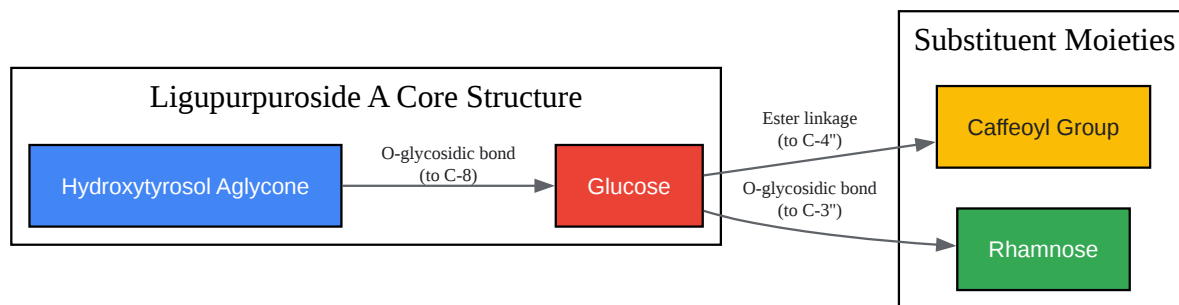 Substituent Moieties
Ligupurpuroside A Core Structure
Ester linkage
(to C-4")
Caffeoyl Group
O-glycosidic bond
(to C-8)
Hydroxytyrosol Aglycone
Glucose
O-glycosidic bond
(to C-3")
Rhamnose